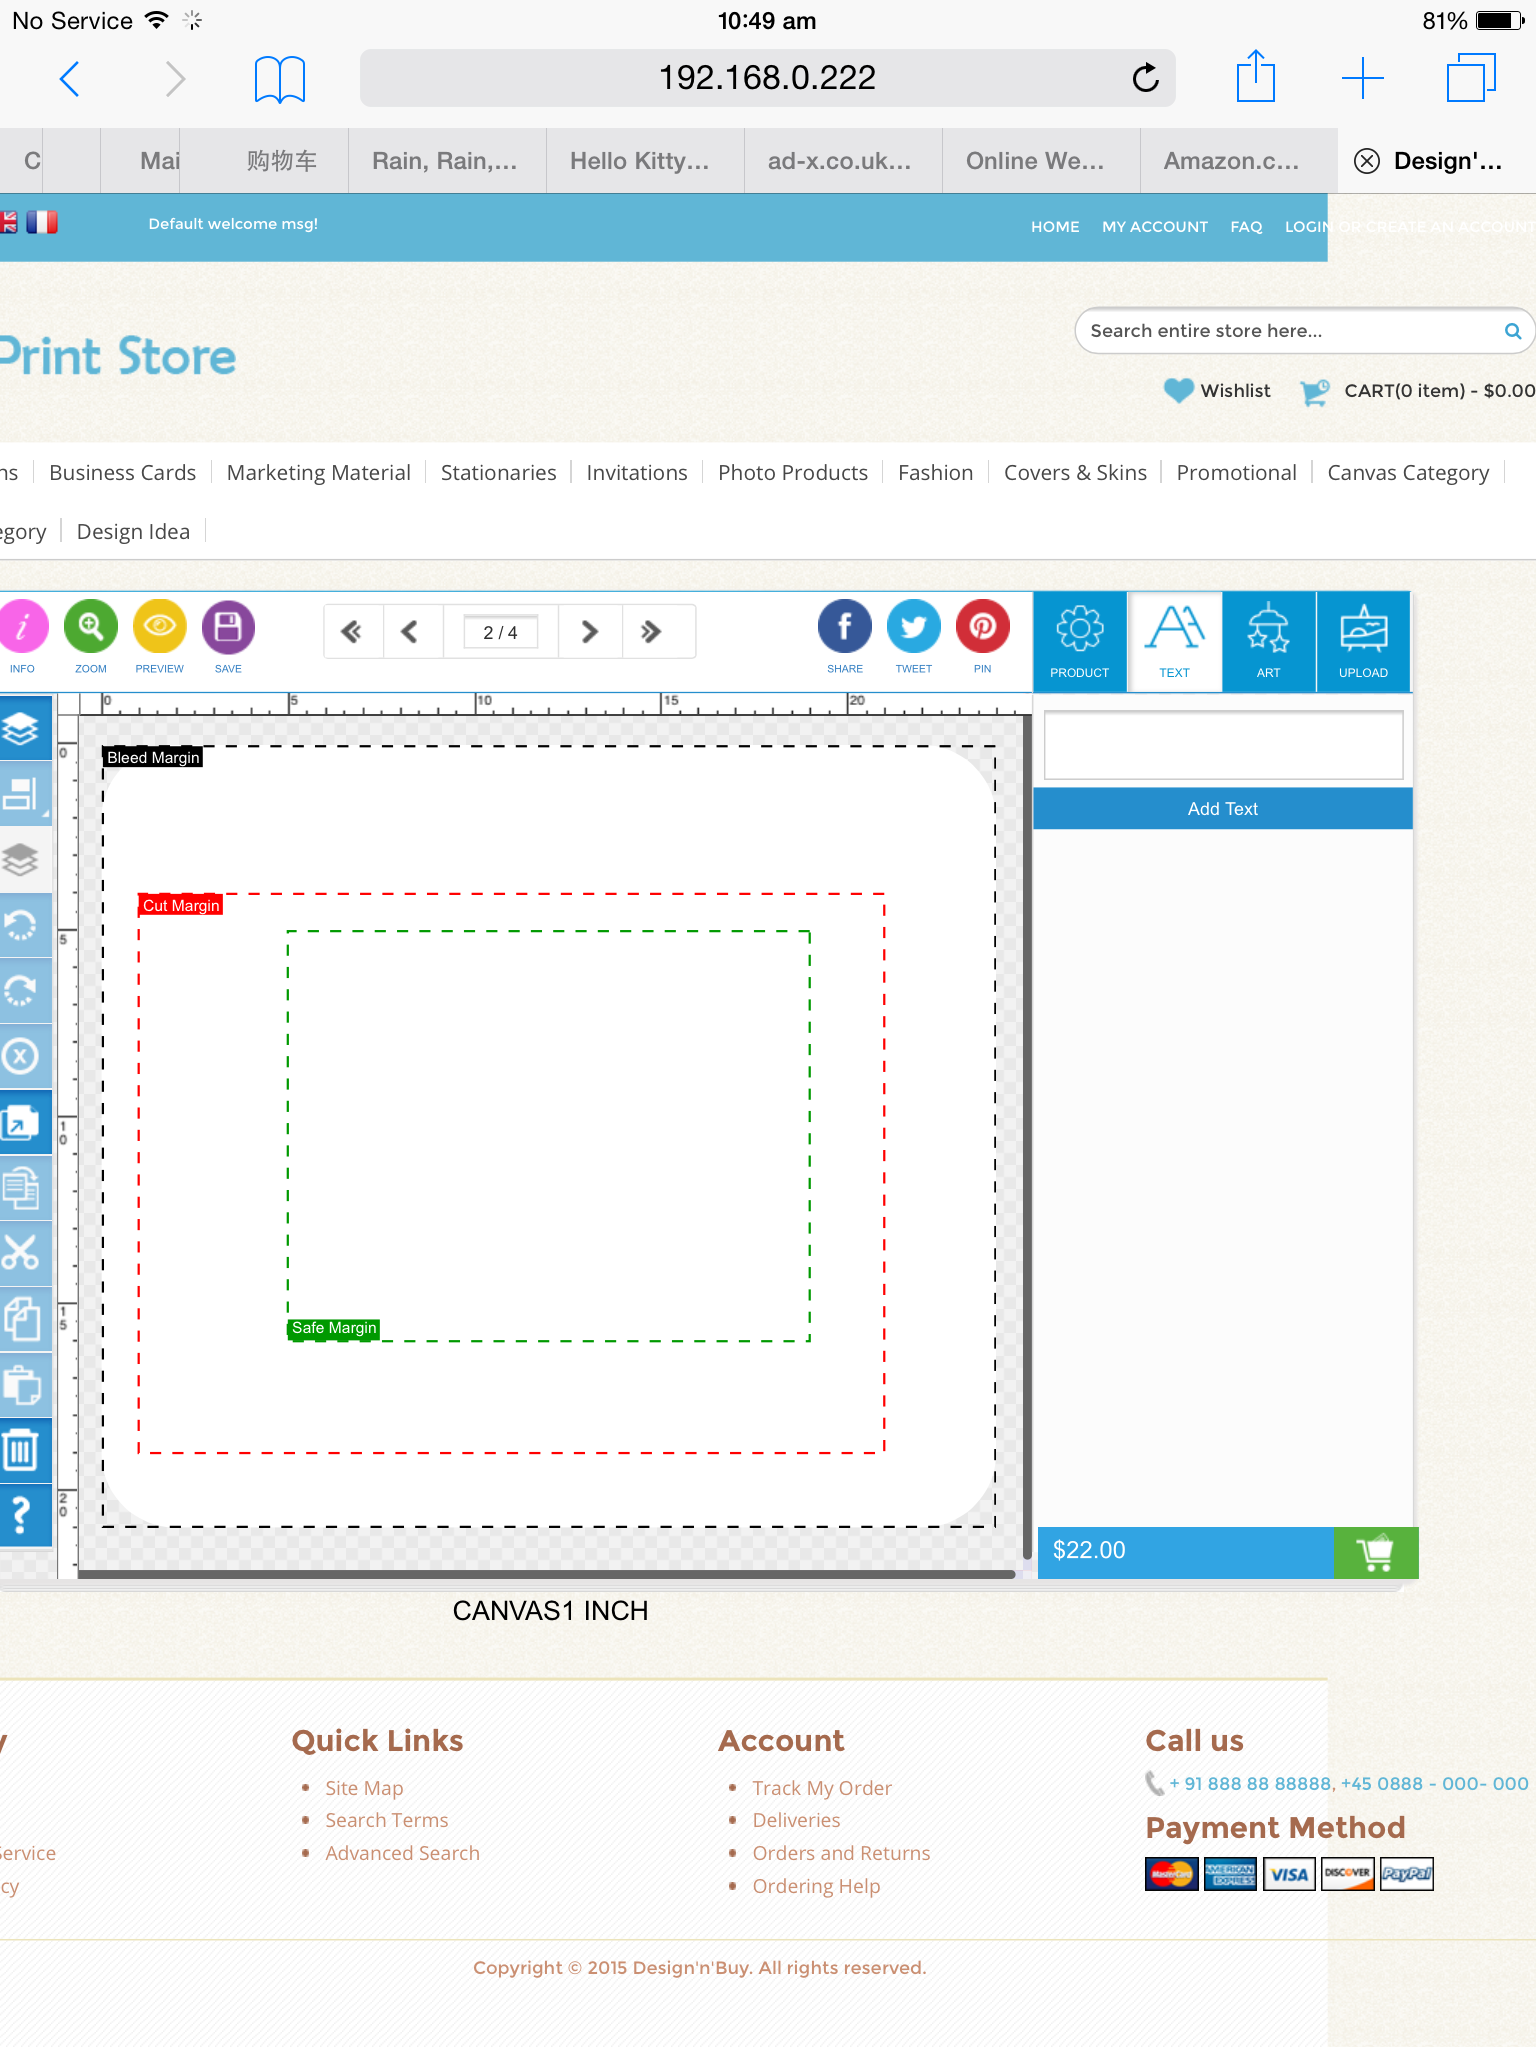 No Service 10:49 am 81%
192.168.0.222
C Mai 购物车 Rain, Rain,... Hello Kitty... ad-x.co.uk... Online We... Amazon.c... Design'...
Default welcome msg! HOME MY ACCOUNT FAQ LOGIN OR CREATE AN ACCOUNT
Print Store
Search entire store here...
Wishlist CART(0 item) - $0.00
ns Business Cards Marketing Material Stationaries Invitations Photo Products Fashion Covers & Skins Promotional Canvas Category
egory Design Idea
i
INFO ZOOM PREVIEW SAVE
2 / 4
SHARE TWEET PIN
PRODUCT TEXT ART UPLOAD
0 5 10 15 20
0
5
10
15
20
Bleed Margin
Cut Margin
Safe Margin
Add Text
$22.00
CANVAS1 INCH
y
Service
cy
Quick Links
Site Map
Search Terms
Advanced Search
Account
Track My Order
Deliveries
Orders and Returns
Ordering Help
Call us
+ 91 888 88 88888, +45 0888 - 000- 000
Payment Method
MasterCard AMERICAN EXPRESS VISA DISCOVER PayPal
Copyright © 2015 Design'n'Buy. All rights reserved.